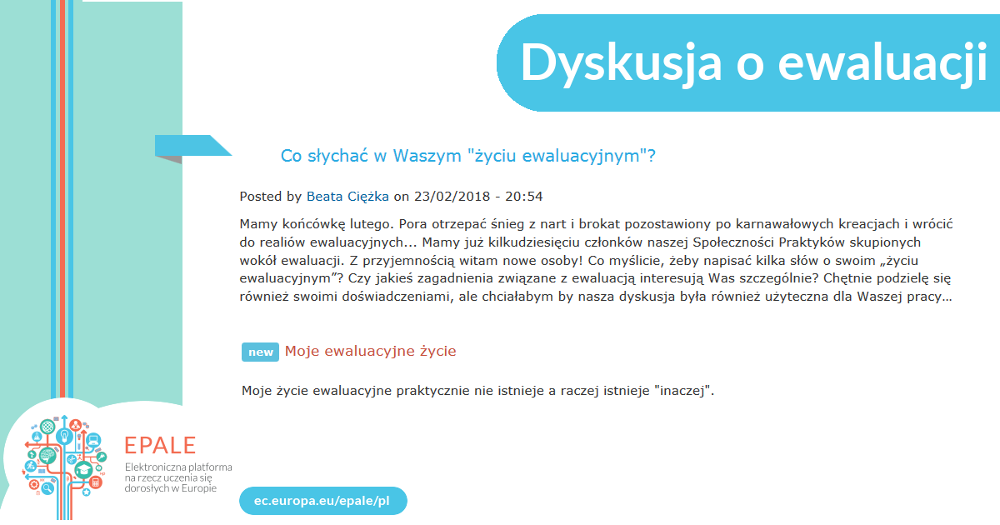 Dyskusja o ewaluacji
Co słychać w Waszym "życiu ewaluacyjnym"?
Posted by Beata Ciężka on 23/02/2018 - 20:54
Mamy końcówkę lutego. Pora otrzepać śnieg z nart i brokat pozostawiony po karnawałowych kreacjach i wrócić
do realiów ewaluacyjnych... Mamy już kilkudziesięciu członków naszej Społeczności Praktyków skupionych
wokół ewaluacji. Z przyjemnością witam nowe osoby! Co myślicie, żeby napisać kilka słów o swoim „życiu
ewaluacyjnym”? Czy jakieś zagadnienia związane z ewaluacją interesują Was szczególnie? Chętnie podzielę się
również swoimi doświadczeniami, ale chciałabym by nasza dyskusja była również użyteczna dla Waszej pracy…
new Moje ewaluacyjne życie
Moje życie ewaluacyjne praktycznie nie istnieje a raczej istnieje "inaczej".
EPALE
Elektroniczna platforma
na rzecz uczenia się
dorosłych w Europie
ec.europa.eu/epale/pl